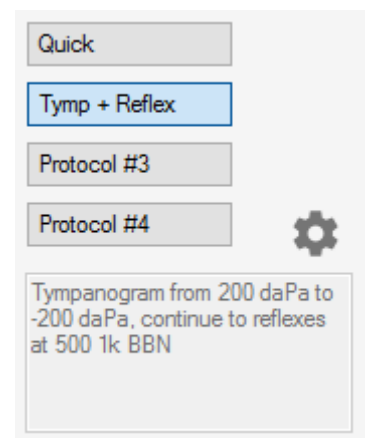 Quick
Tymp + Reflex
Protocol #3
Protocol #4
Tympanogram from 200 daPa to
-200 daPa, continue to reflexes
at 500 1k BBN